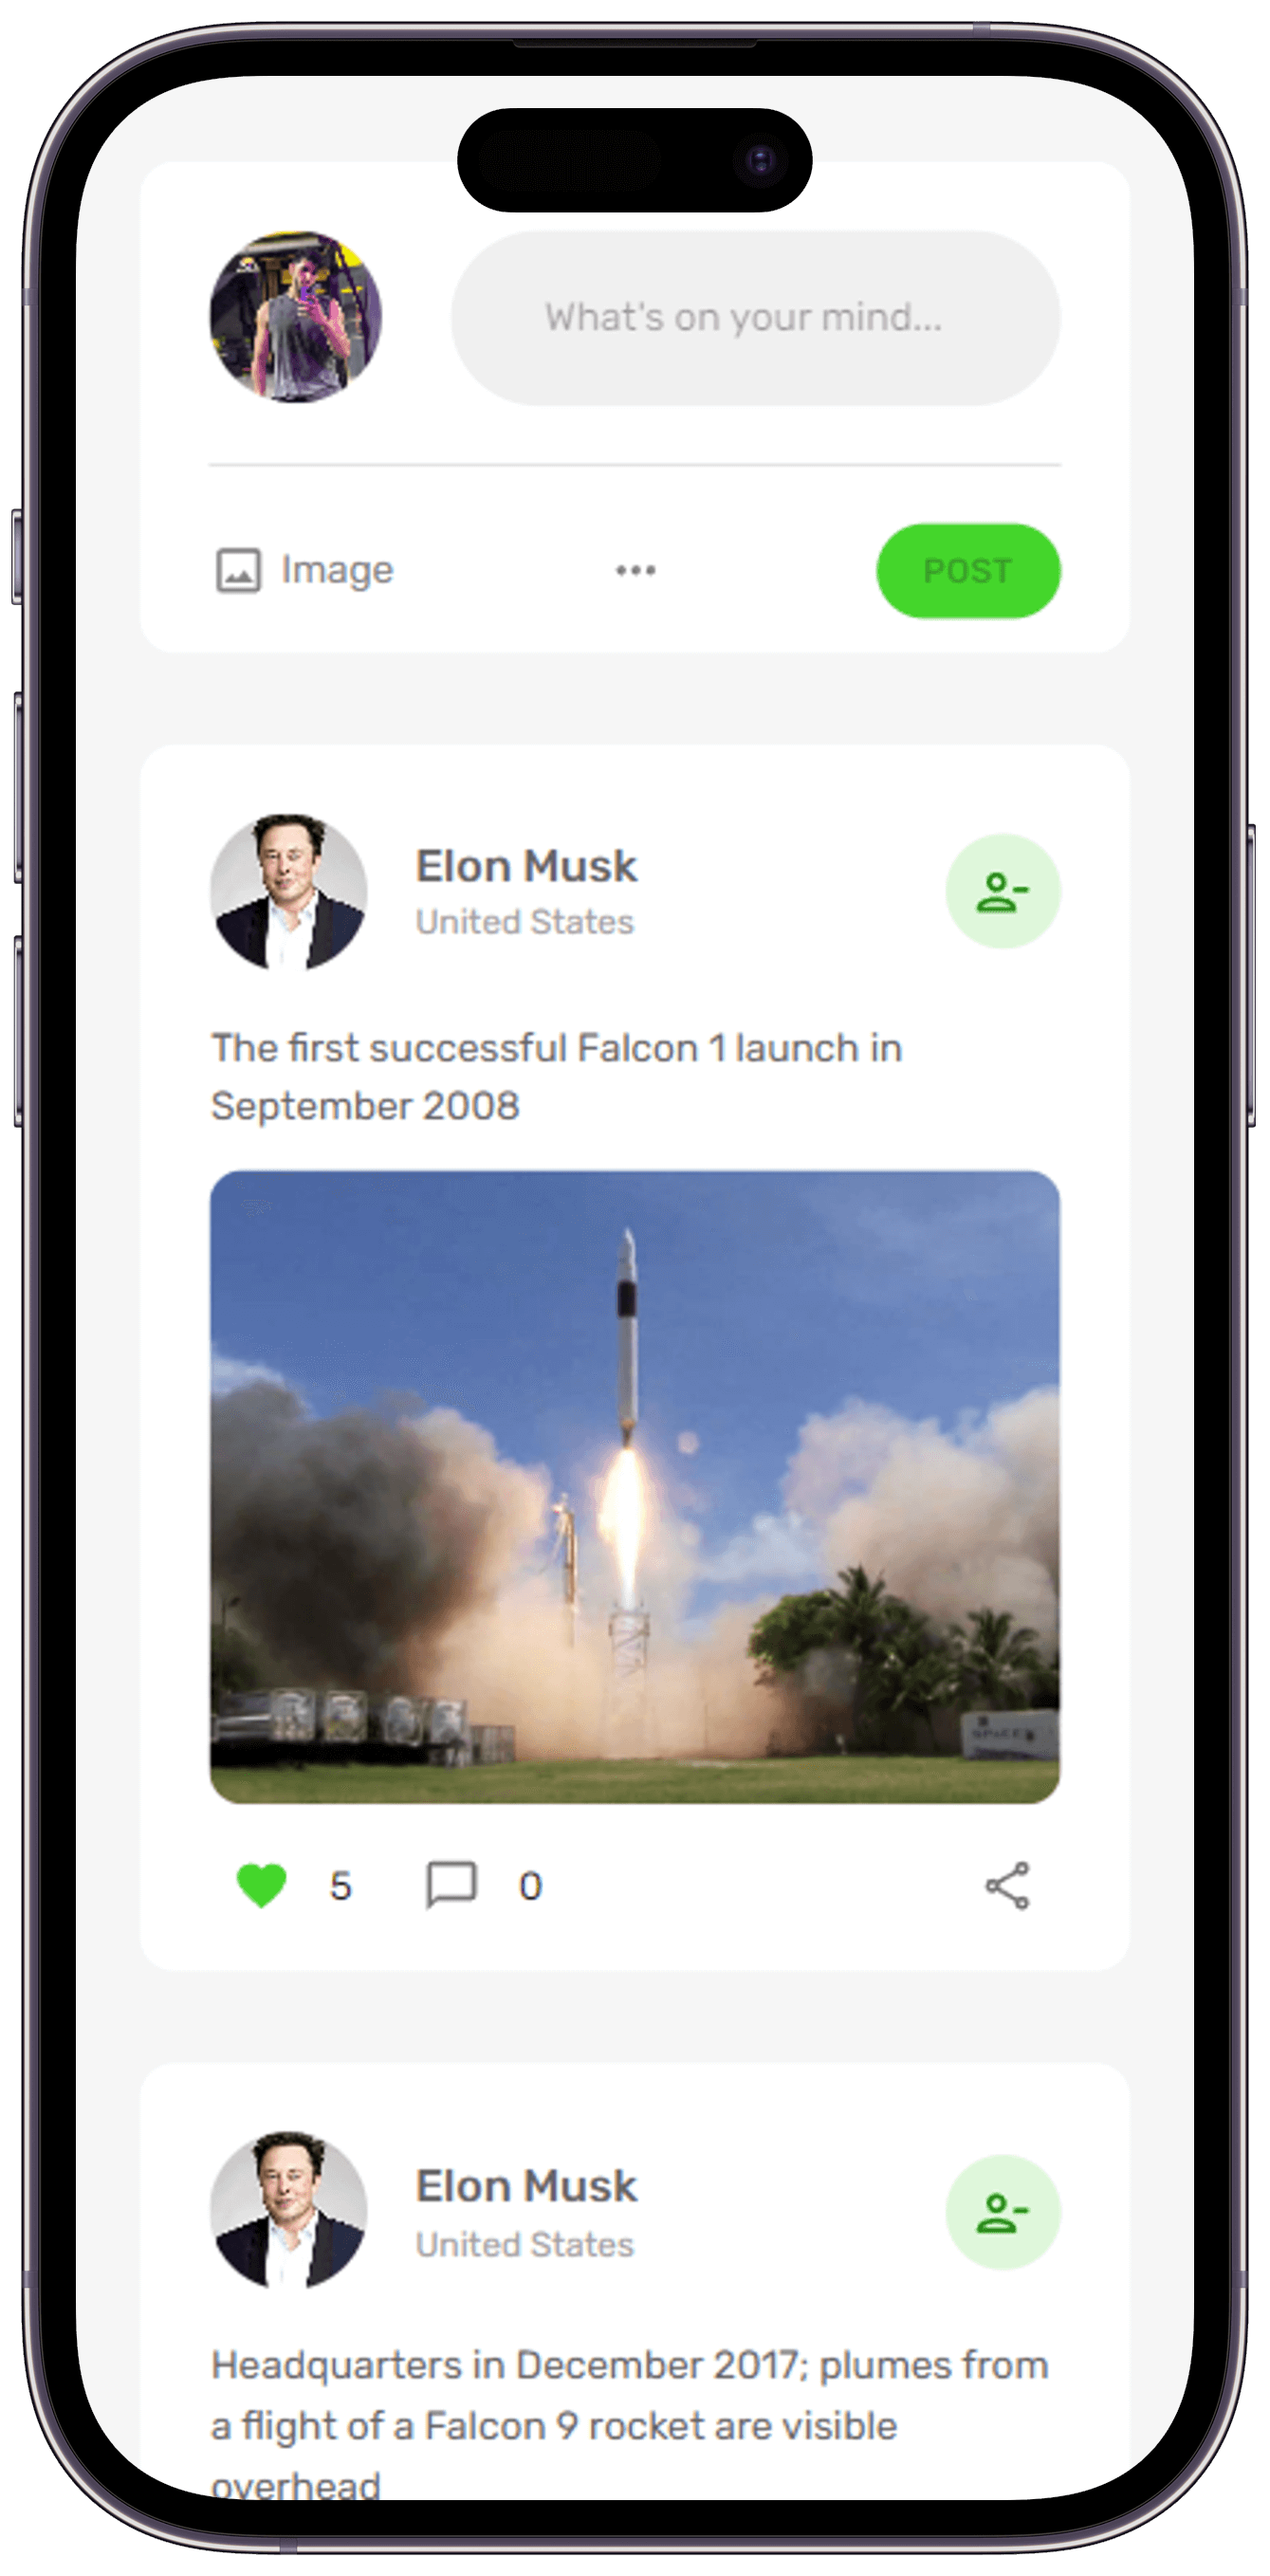 What's on your mind...
Image
POST
Elon Musk
United States
The first successful Falcon 1 launch in
September 2008
5
0
Elon Musk
United States
Headquarters in December 2017; plumes from
a flight of a Falcon 9 rocket are visible
overhead